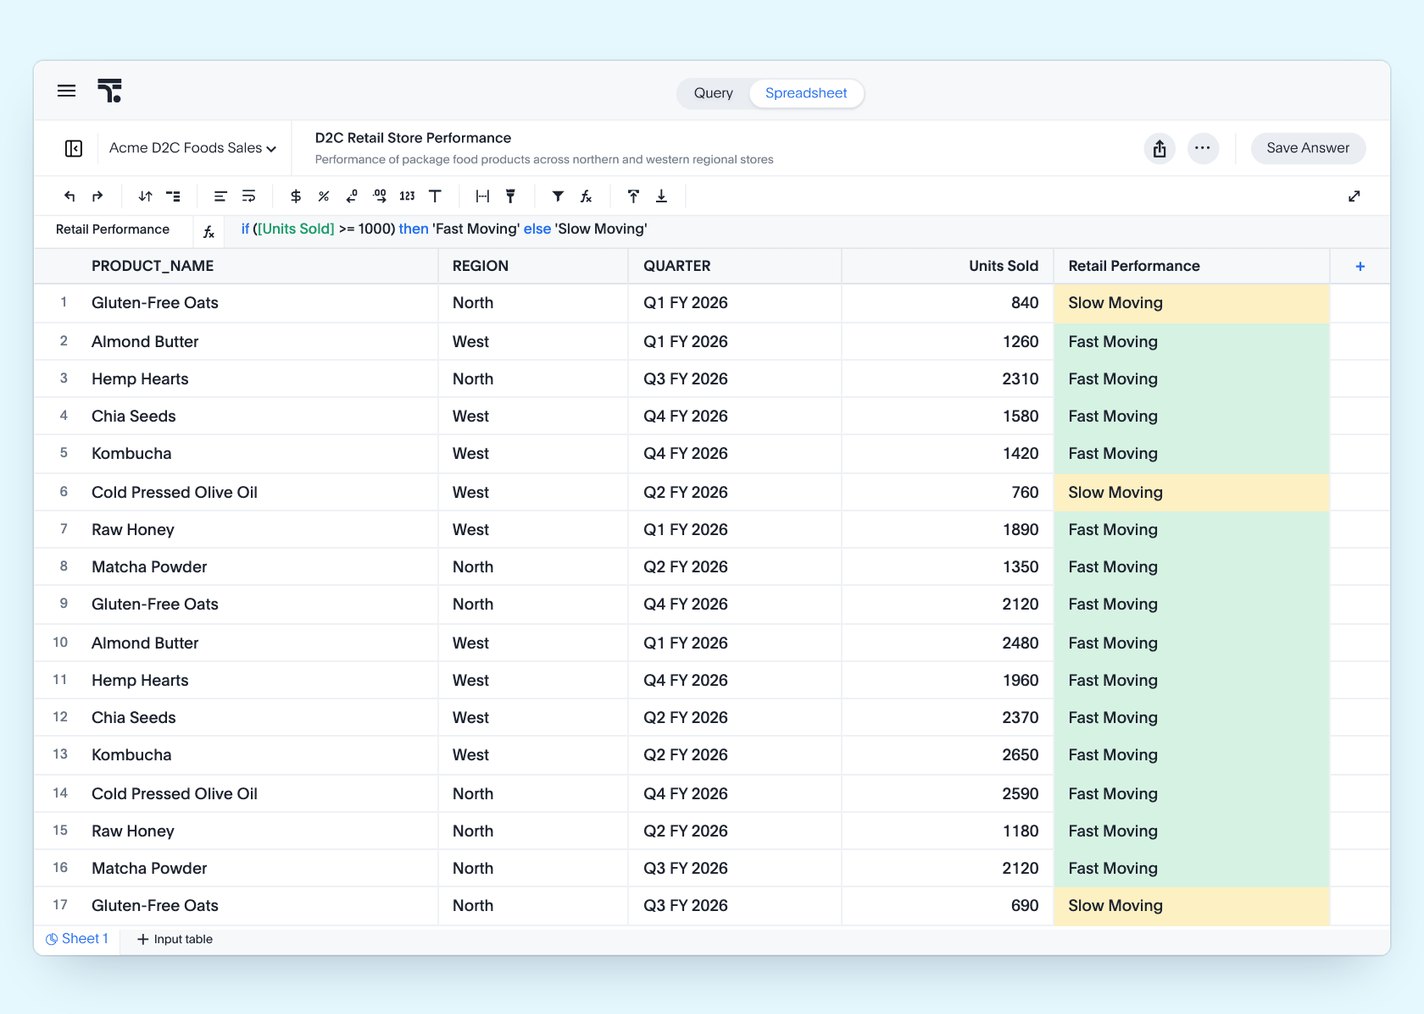 Query Spreadsheet
Acme D2C Foods Sales
D2C Retail Store Performance
Performance of package food products across northern and western regional stores
Save Answer
$ % .0 .00 123 T
Retail Performance fx if ([Units Sold] >= 1000) then 'Fast Moving' else 'Slow Moving'
PRODUCT_NAME REGION QUARTER Units Sold Retail Performance +
1 Gluten-Free Oats North Q1 FY 2026 840 Slow Moving
2 Almond Butter West Q1 FY 2026 1260 Fast Moving
3 Hemp Hearts North Q3 FY 2026 2310 Fast Moving
4 Chia Seeds West Q4 FY 2026 1580 Fast Moving
5 Kombucha West Q4 FY 2026 1420 Fast Moving
6 Cold Pressed Olive Oil West Q2 FY 2026 760 Slow Moving
7 Raw Honey West Q1 FY 2026 1890 Fast Moving
8 Matcha Powder North Q2 FY 2026 1350 Fast Moving
9 Gluten-Free Oats North Q4 FY 2026 2120 Fast Moving
10 Almond Butter West Q1 FY 2026 2480 Fast Moving
11 Hemp Hearts West Q4 FY 2026 1960 Fast Moving
12 Chia Seeds West Q2 FY 2026 2370 Fast Moving
13 Kombucha West Q2 FY 2026 2650 Fast Moving
14 Cold Pressed Olive Oil North Q4 FY 2026 2590 Fast Moving
15 Raw Honey North Q2 FY 2026 1180 Fast Moving
16 Matcha Powder North Q3 FY 2026 2120 Fast Moving
17 Gluten-Free Oats North Q3 FY 2026 690 Slow Moving
Sheet 1 + Input table